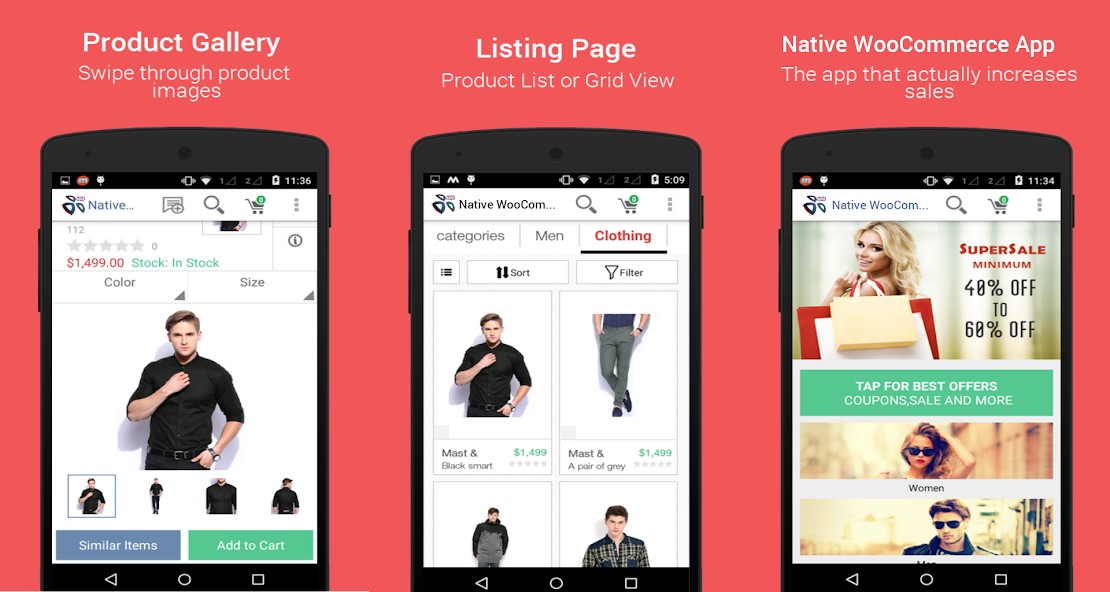 Product Gallery
Swipe through product
images
11:36
Native...
0
112
0
$1,499.00 Stock: In Stock
Color
Size
Similar Items
Add to Cart
Listing Page
Product List or Grid View
5:09
Native WooCom...
0
categories
Men
Clothing
Sort
Filter
Mast &
$1,499
Black smart
Mast &
$1,499
A pair of grey
Native WooCommerce App
The app that actually increases
sales
11:34
Native WooCom...
0
SUPERSALE
MINIMUM
40% OFF
TO
60% OFF
TAP FOR BEST OFFERS
COUPONS,SALE AND MORE
Women
Men